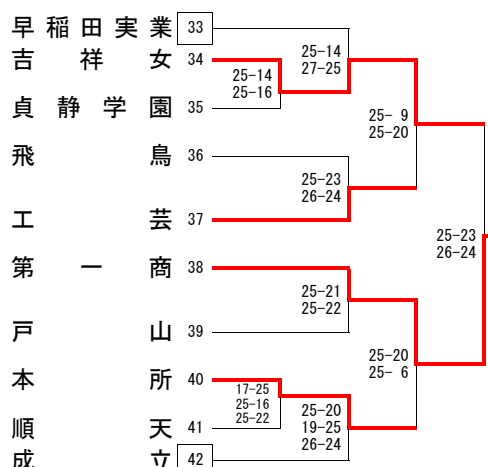 早稲田実業 33
吉祥女 34
貞静学園 35
飛鳥 36
工芸 37
第一商 38
戸山 39
本所 40
順天 41
成立 42
25-14
25-16
25-14
27-25
25-23
26-24
25- 9
25-20
25-21
25-22
17-25
25-16
25-22
25-20
19-25
26-24
25-20
25- 6
25-23
26-24